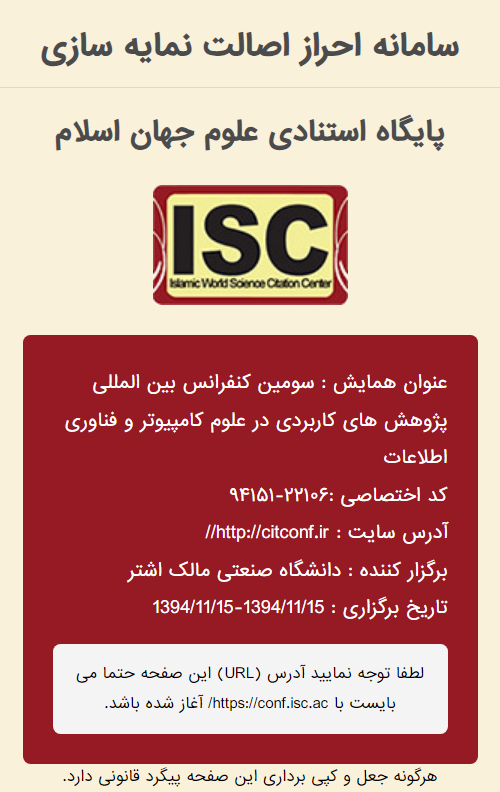 سامانه احراز اصالت نمایه سازی
پایگاه استنادی علوم جهان اسلام
ISC
Islamic World Science Citation Center
عنوان همایش : سومین کنفرانس بین المللی
پژوهش های کاربردی در علوم کامپیوتر و فناوری
اطلاعات
کد اختصاصی :۲۲۱۰۶-۹۴۱۵۱
آدرس سایت : http://citconf.ir//
برگزار کننده : دانشگاه صنعتی مالک اشتر
تاریخ برگزاری : 1394/11/15-1394/11/15
لطفا توجه نمایید آدرس (URL) این صفحه حتما می
بایست با https://conf.isc.ac/ آغاز شده باشد.
هرگونه جعل و کپی برداری این صفحه پیگرد قانونی دارد.